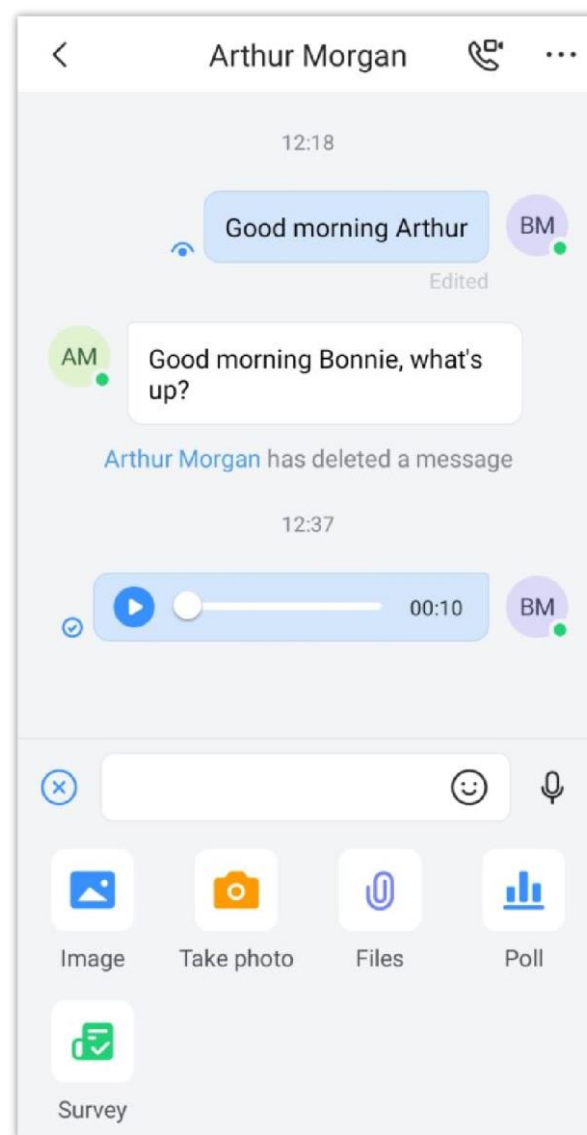 Arthur Morgan
12:18
Good morning Arthur
BM
Edited
AM
Good morning Bonnie, what's
up?
Arthur Morgan has deleted a message
12:37
00:10
BM
Image
Take photo
Files
Poll
Survey